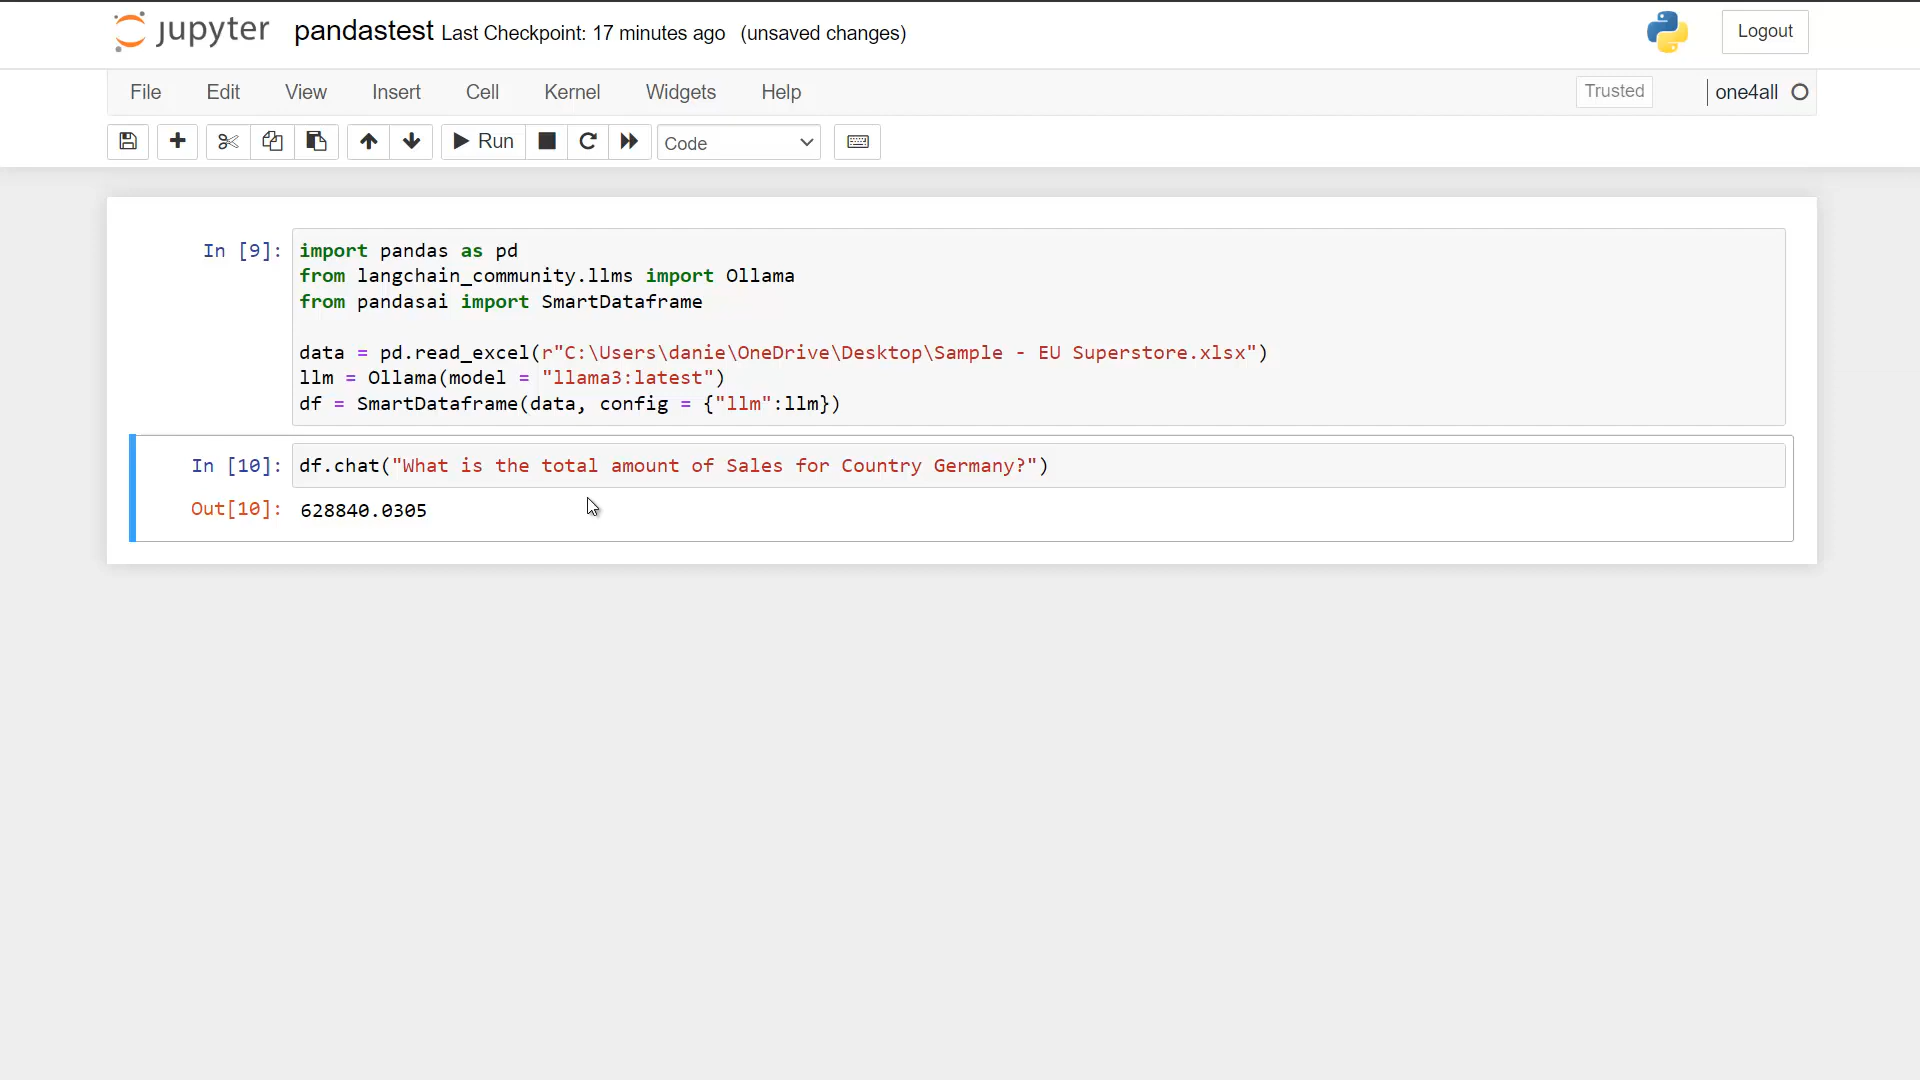 jupyter pandastest Last Checkpoint: 17 minutes ago (unsaved changes) Logout
File Edit View Insert Cell Kernel Widgets Help Trusted one4all
Run Code
In [9]: import pandas as pd
from langchain_community.llms import Ollama
from pandasai import SmartDataframe
data = pd.read_excel(r"C:\Users\danie\OneDrive\Desktop\Sample - EU Superstore.xlsx")
llm = Ollama(model = "llama3:latest")
df = SmartDataframe(data, config = {"llm":llm})
In [10]: df.chat("What is the total amount of Sales for Country Germany?")
Out[10]: 628840.0305